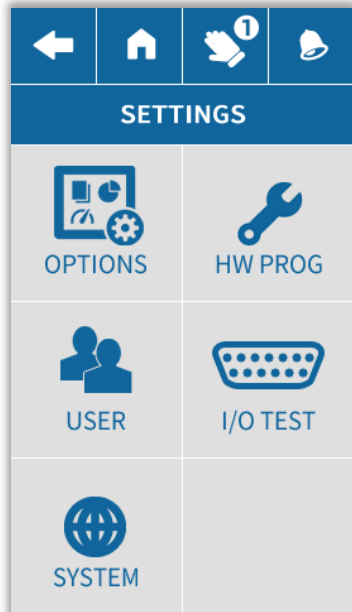 1
SETTINGS
OPTIONS
HW PROG
USER
I/O TEST
SYSTEM